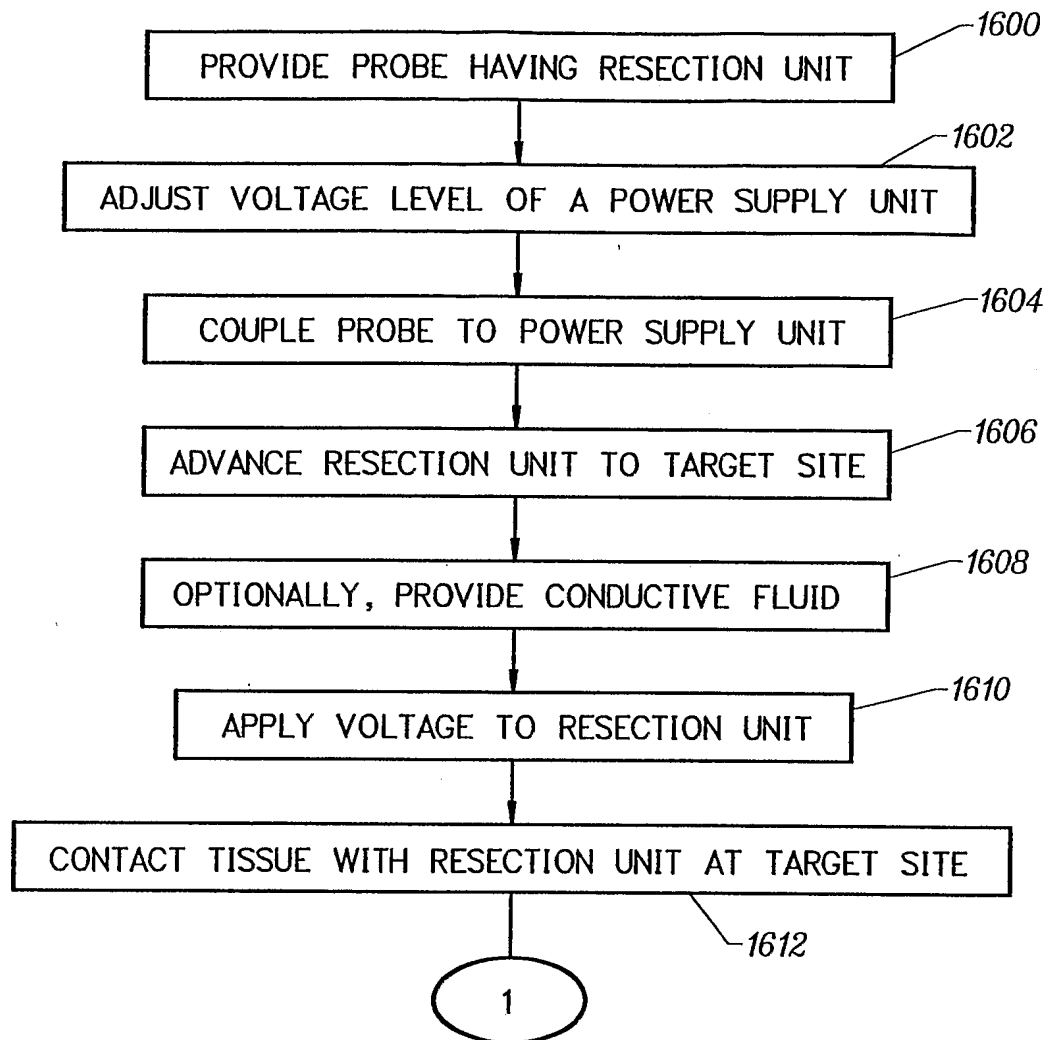 1600
PROVIDE PROBE HAVING RESECTION UNIT
1602
ADJUST VOLTAGE LEVEL OF A POWER SUPPLY UNIT
1604
COUPLE PROBE TO POWER SUPPLY UNIT
1606
ADVANCE RESECTION UNIT TO TARGET SITE
1608
OPTIONALLY, PROVIDE CONDUCTIVE FLUID
1610
APPLY VOLTAGE TO RESECTION UNIT
CONTACT TISSUE WITH RESECTION UNIT AT TARGET SITE
1612
1